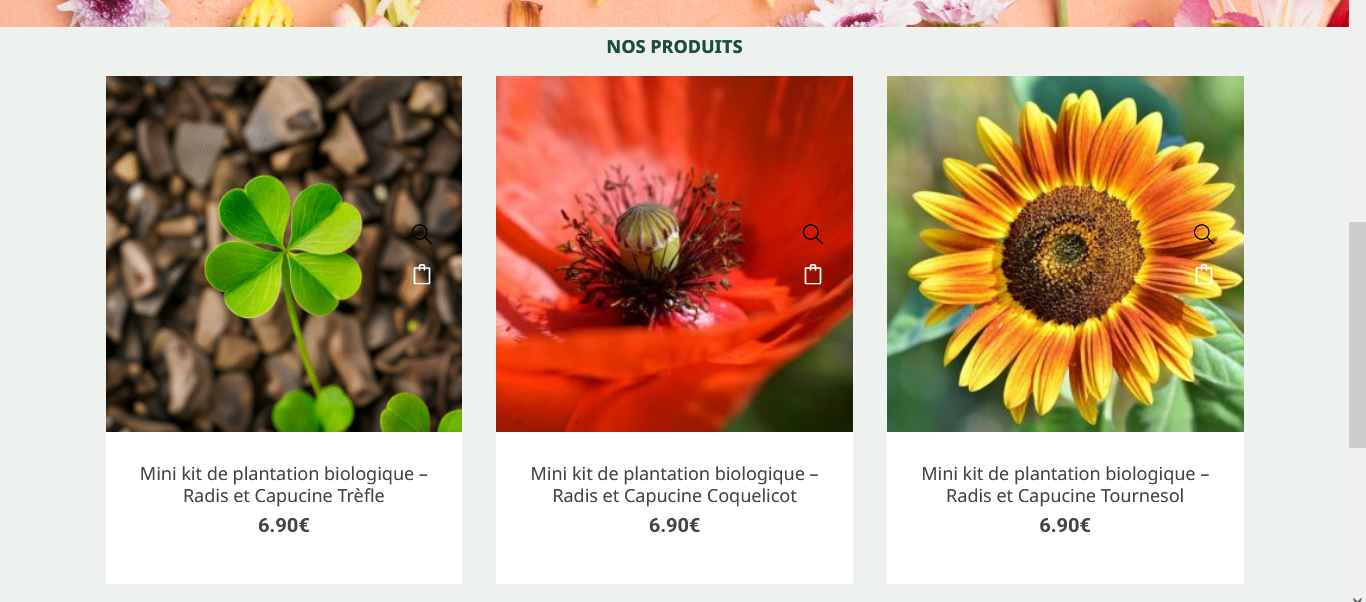 NOS PRODUITS
Mini kit de plantation biologique –
Radis et Capucine Trèfle
6.90€
Mini kit de plantation biologique –
Radis et Capucine Coquelicot
6.90€
Mini kit de plantation biologique –
Radis et Capucine Tournesol
6.90€